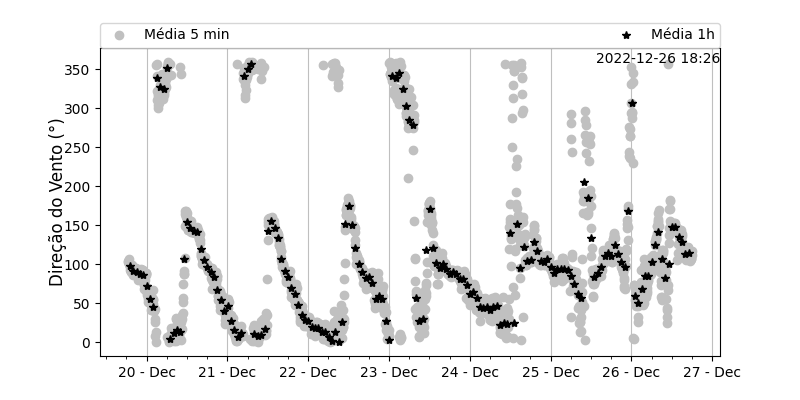 Média 5 min
Média 1h
2022-12-26 18:26
Direção do Vento (°)
350
300
250
200
150
100
50
0
20 - Dec
21 - Dec
22 - Dec
23 - Dec
24 - Dec
25 - Dec
26 - Dec
27 - Dec